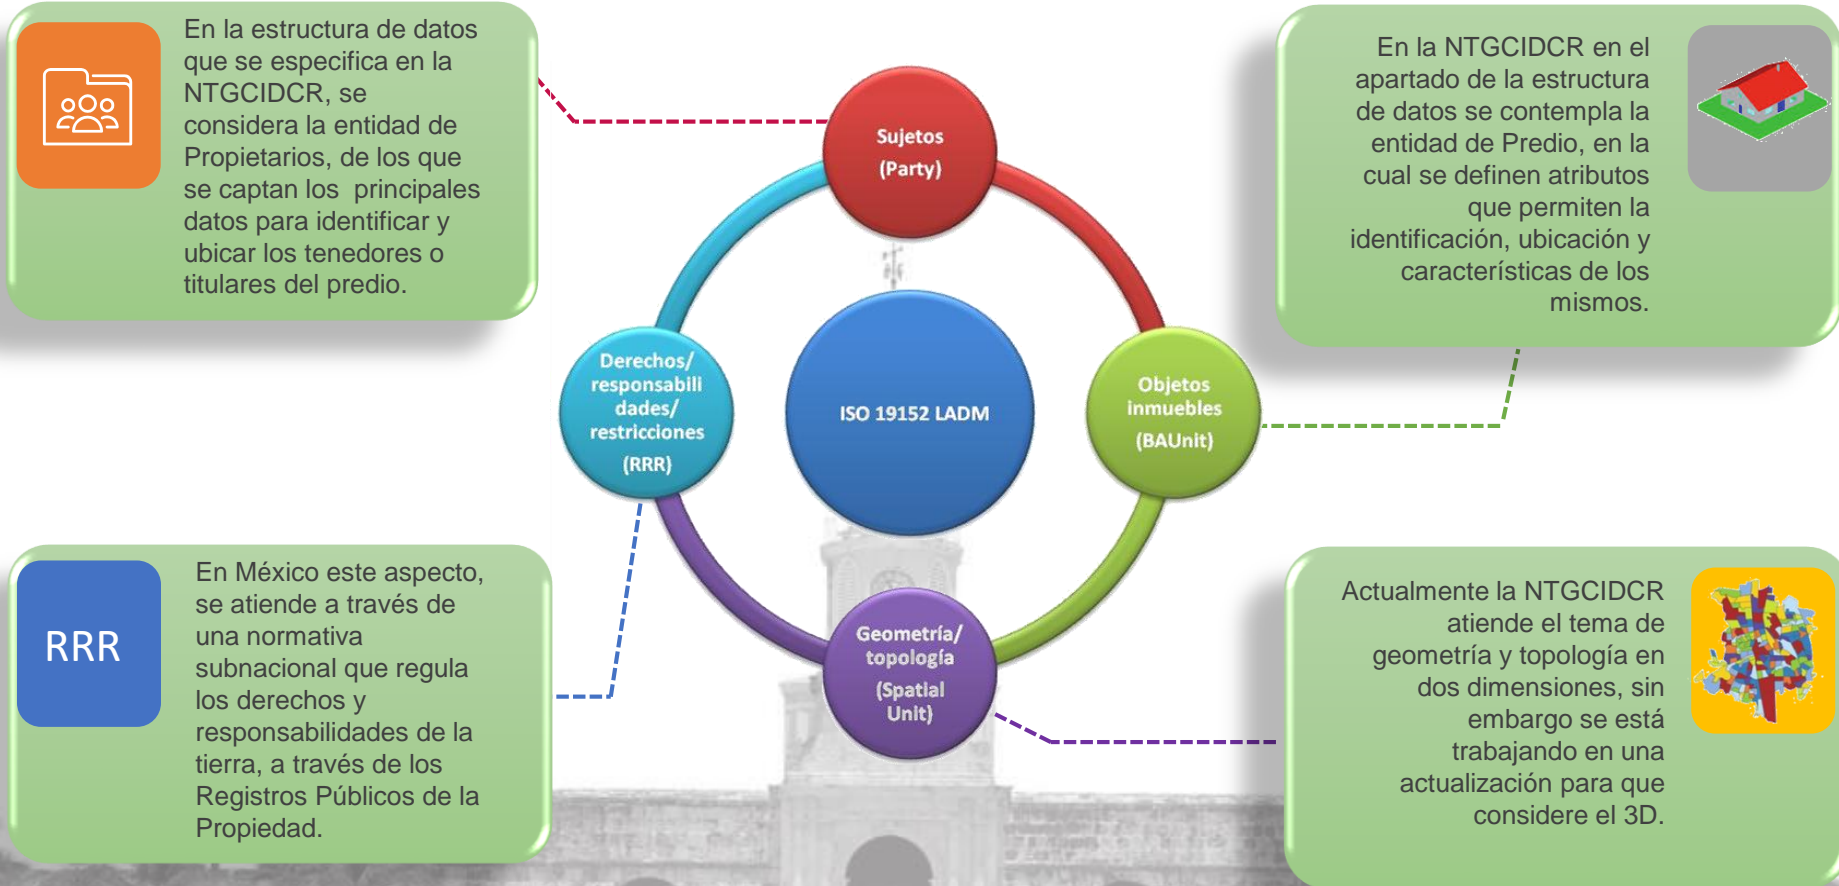 En la estructura de datos
que se especifica en la
NTGCIDCR, se
considera la entidad de
Propietarios, de los que
se captan los principales
datos para identificar y
ubicar los tenedores o
titulares del predio.
En la NTGCIDCR en el
apartado de la estructura
de datos se contempla la
entidad de Predio, en la
cual se definen atributos
que permiten la
identificación, ubicación y
características de los
mismos.
Sujetos
(Party)
Derechos/
responsabili
dades/
restricciones
(RRR)
ISO 19152 LADM
Objetos
inmuebles
(BAUnit)
Geometría/
topología
(Spatial
Unit)
RRR
En México este aspecto,
se atiende a través de
una normativa
subnacional que regula
los derechos y
responsabilidades de la
tierra, a través de los
Registros Públicos de la
Propiedad.
Actualmente la NTGCIDCR
atiende el tema de
geometría y topología en
dos dimensiones, sin
embargo se está
trabajando en una
actualización para que
considere el 3D.